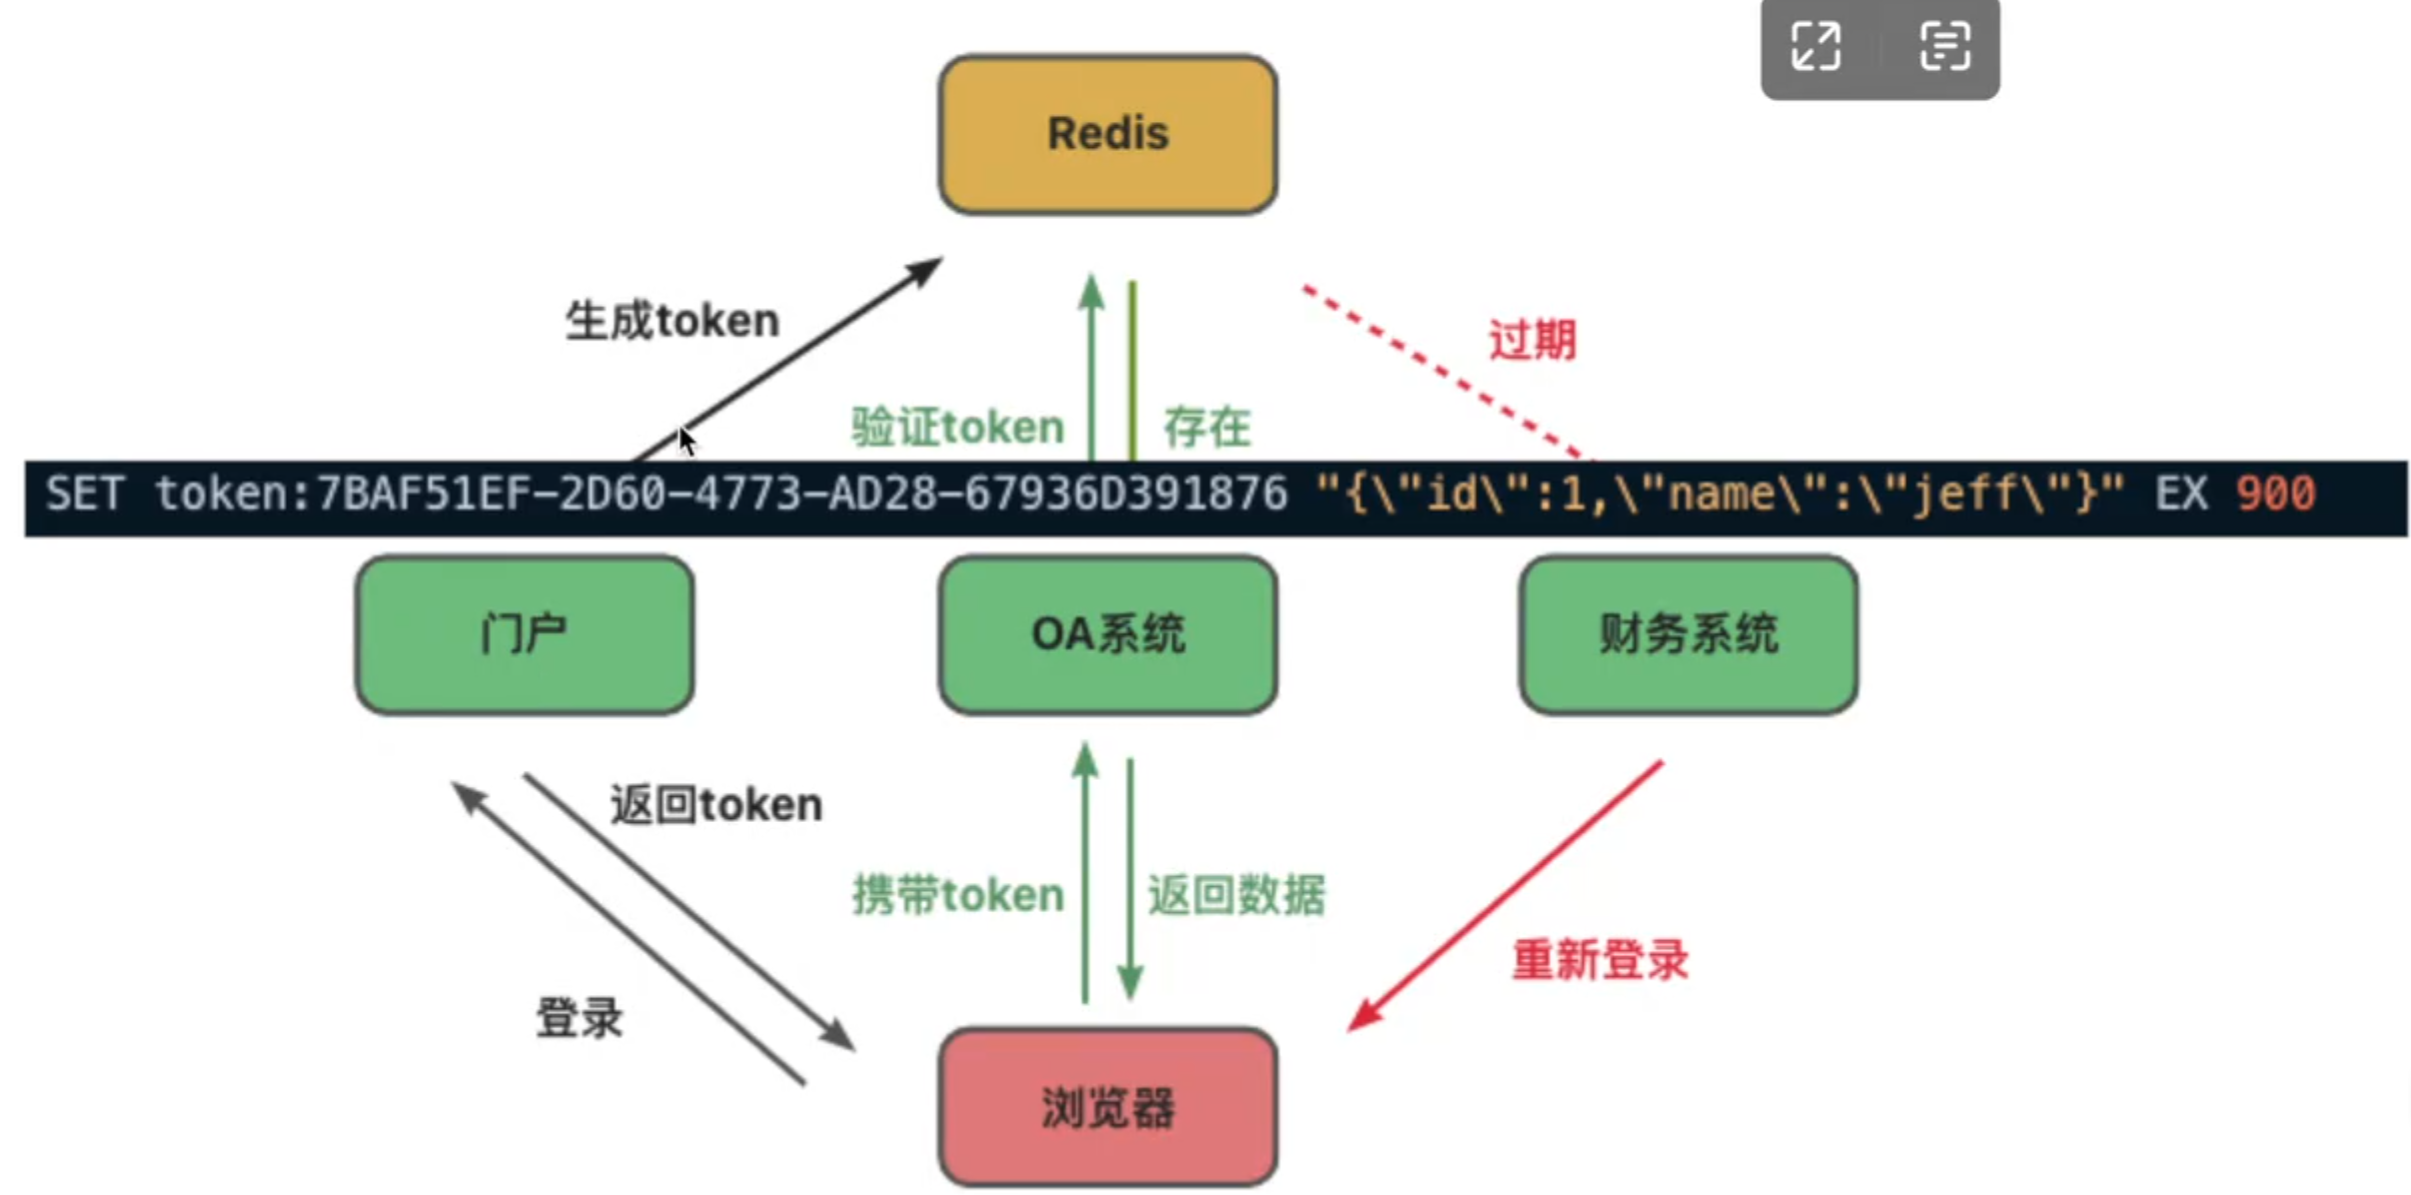 Redis
生成token
过期
验证token
存在
SET token:7BAF51EF-2D60-4773-AD28-67936D391876 "{\"id\":1,\"name\":\"jeff\"}" EX 900
门户
OA系统
财务系统
返回token
携带token
返回数据
重新登录
登录
浏览器